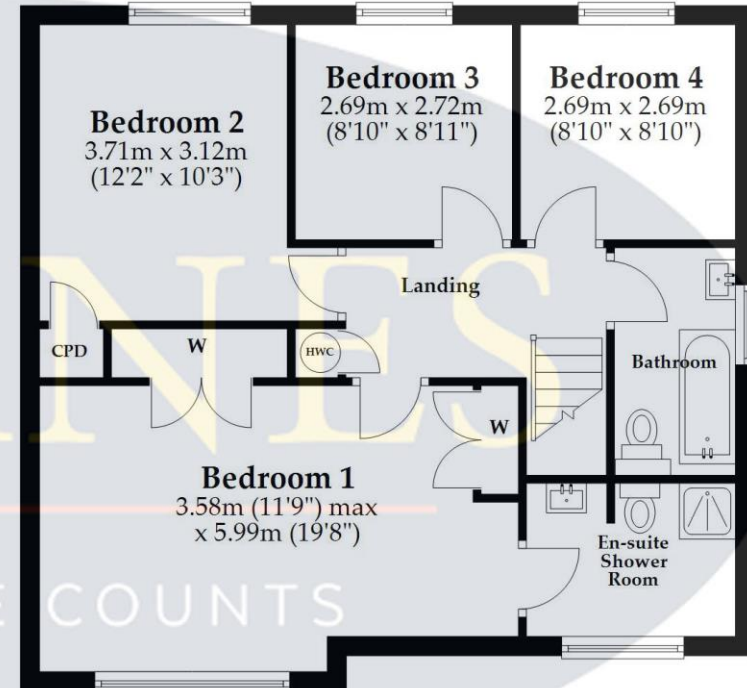 Bedroom 2
3.71m x 3.12m
(12'2" x 10'3")
Bedroom 3
2.69m x 2.72m
(8'10" x 8'11")
Bedroom 4
2.69m x 2.69m
(8'10" x 8'10")
Landing
CPD
W
HWC
Bathroom
W
Bedroom 1
3.58m (11'9") max
x 5.99m (19'8")
En-suite
Shower
Room
NES
E COUNTS